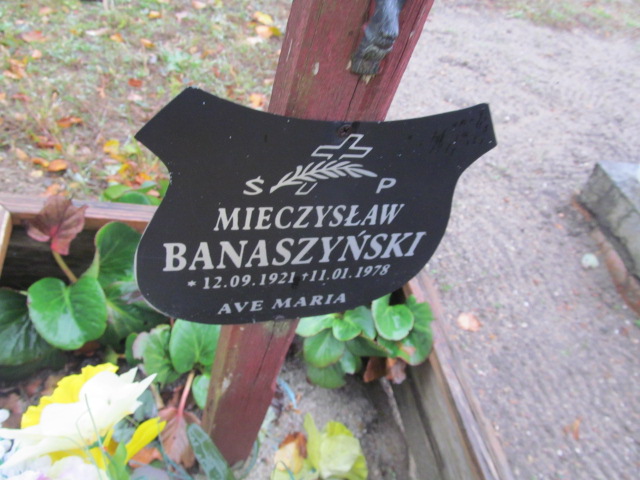 Ś P
MIECZYSŁAW
BANASZYŃSKI
* 12.09.1921 † 11.01.1978
AVE MARIA